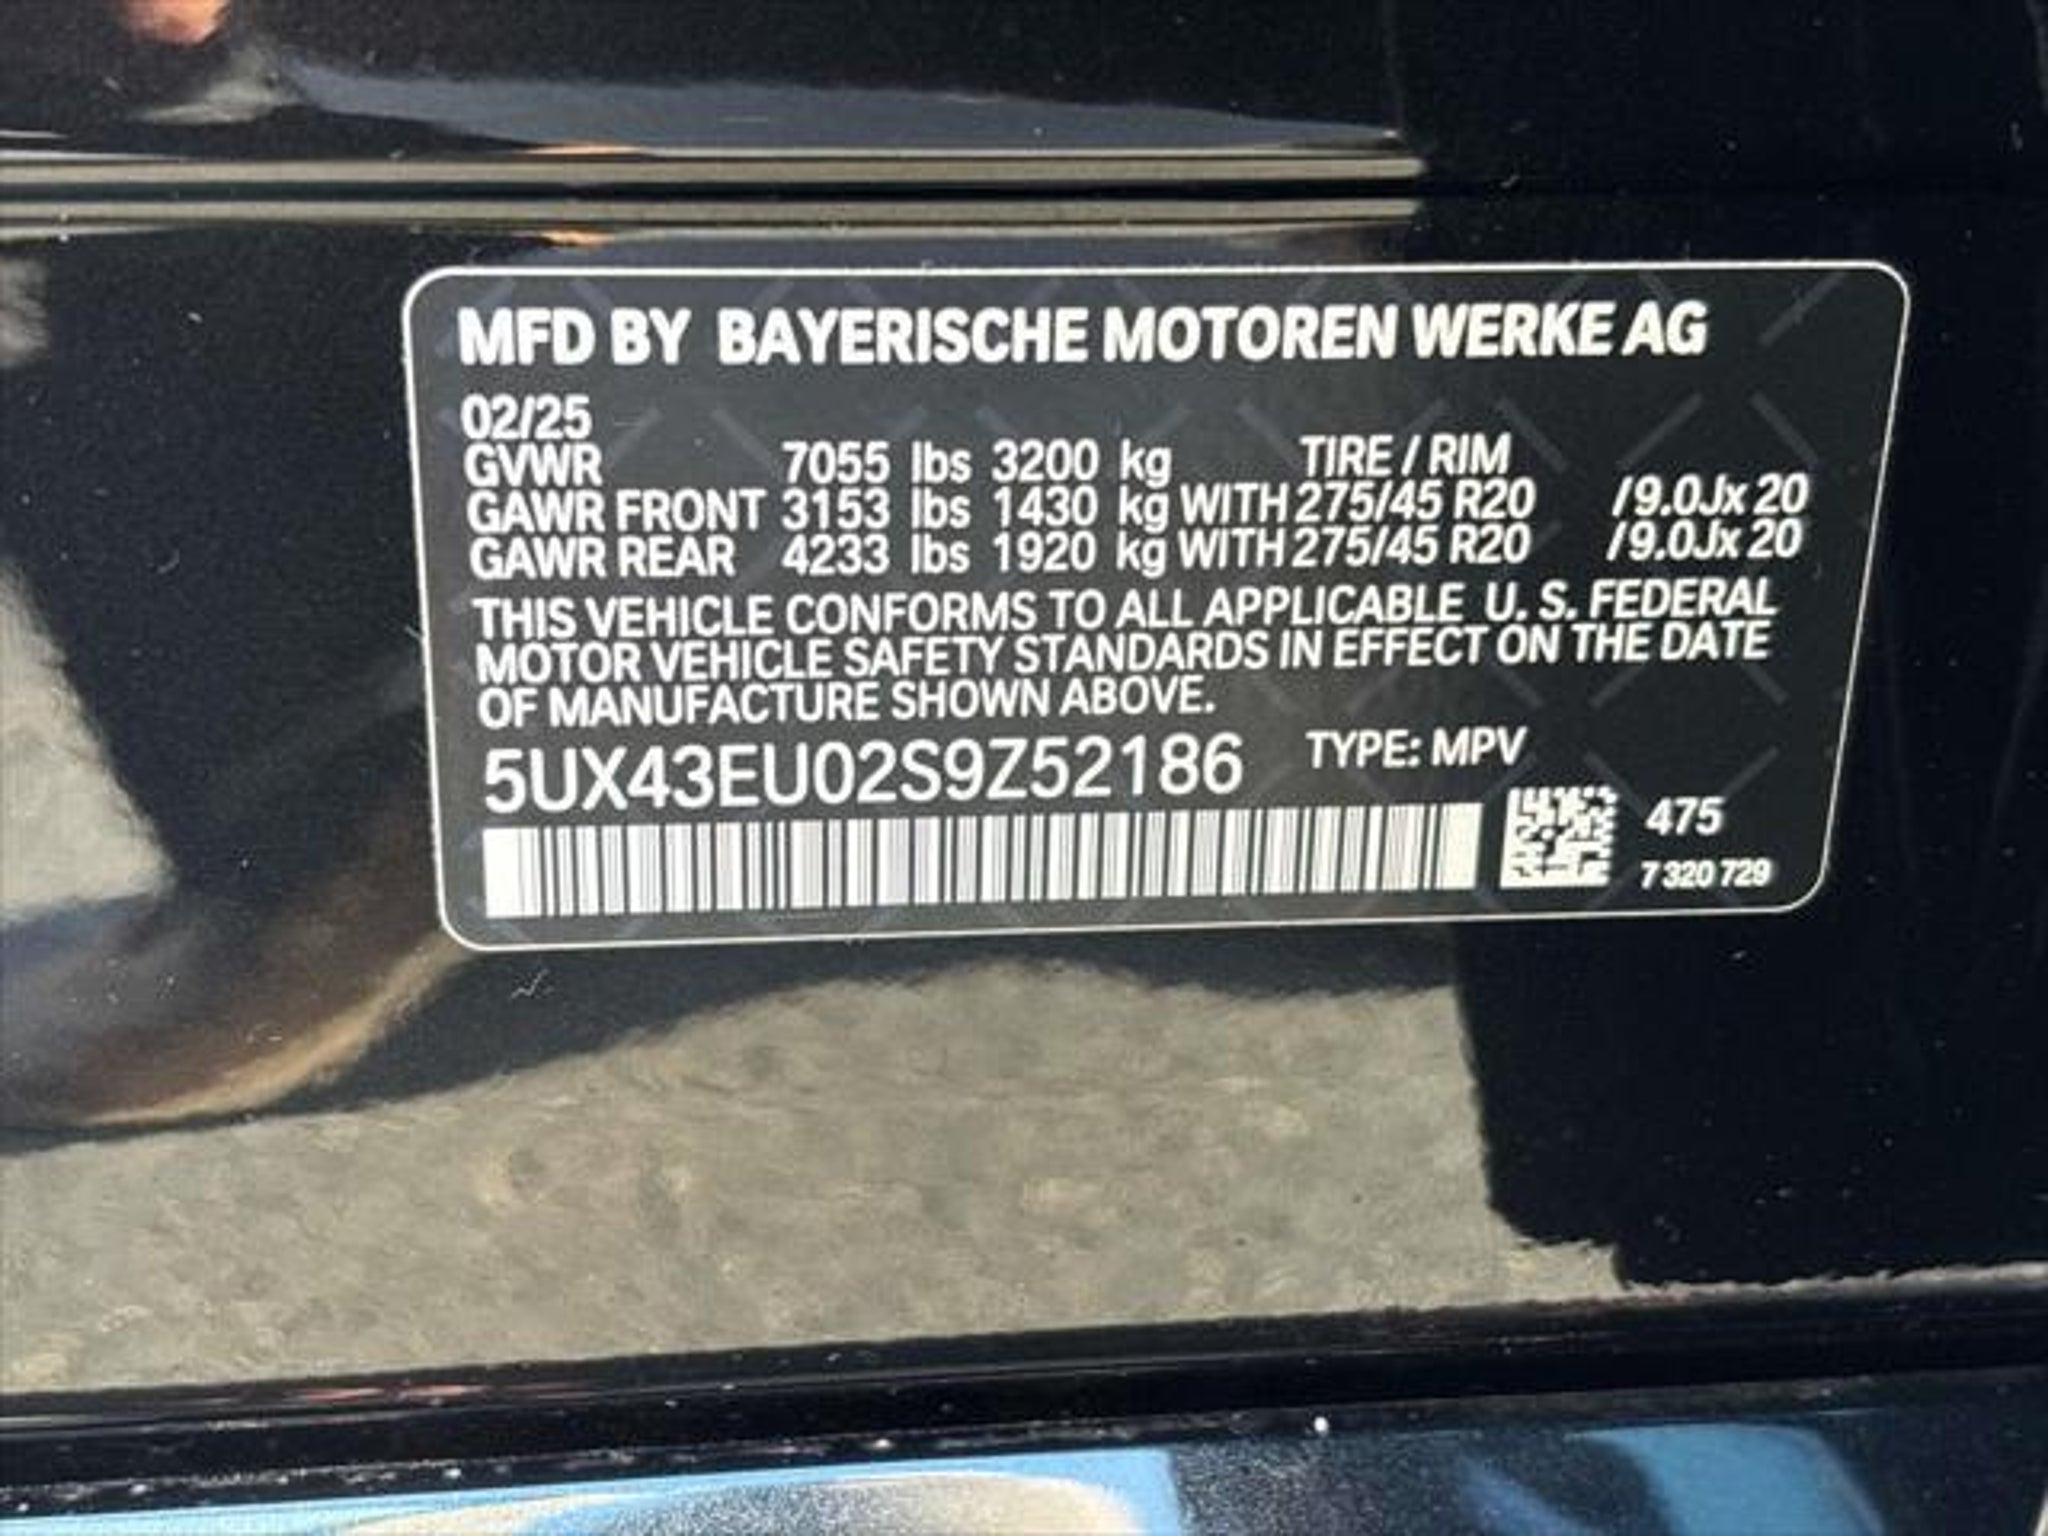 MFD BY BAYERISCHE MOTOREN WERKE AG
02/25
GVWR 7055 lbs 3200 kg TIRE / RIM
GAWR FRONT 3153 lbs 1430 kg WITH 275/45 R20 /9.0Jx 20
GAWR REAR 4233 lbs 1920 kg WITH 275/45 R20 /9.0Jx 20
THIS VEHICLE CONFORMS TO ALL APPLICABLE U. S. FEDERAL
MOTOR VEHICLE SAFETY STANDARDS IN EFFECT ON THE DATE
OF MANUFACTURE SHOWN ABOVE.
5UX43EU02S9Z52186 TYPE: MPV
475
7 320 729